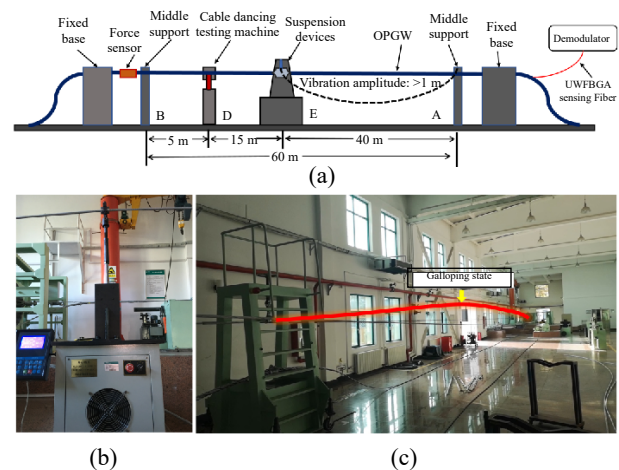 Fixed
base
Force
sensor
Middle
support
Cable dancing
testing machine
Suspension
devices
OPGW
Middle
support
Fixed
base
Demodulator
UWFBGA
sensing Fiber
Vibration amplitude: >1 m
B
D
E
A
5 m
15 m
40 m
60 m
(a)
Galloping state
(b)
(c)